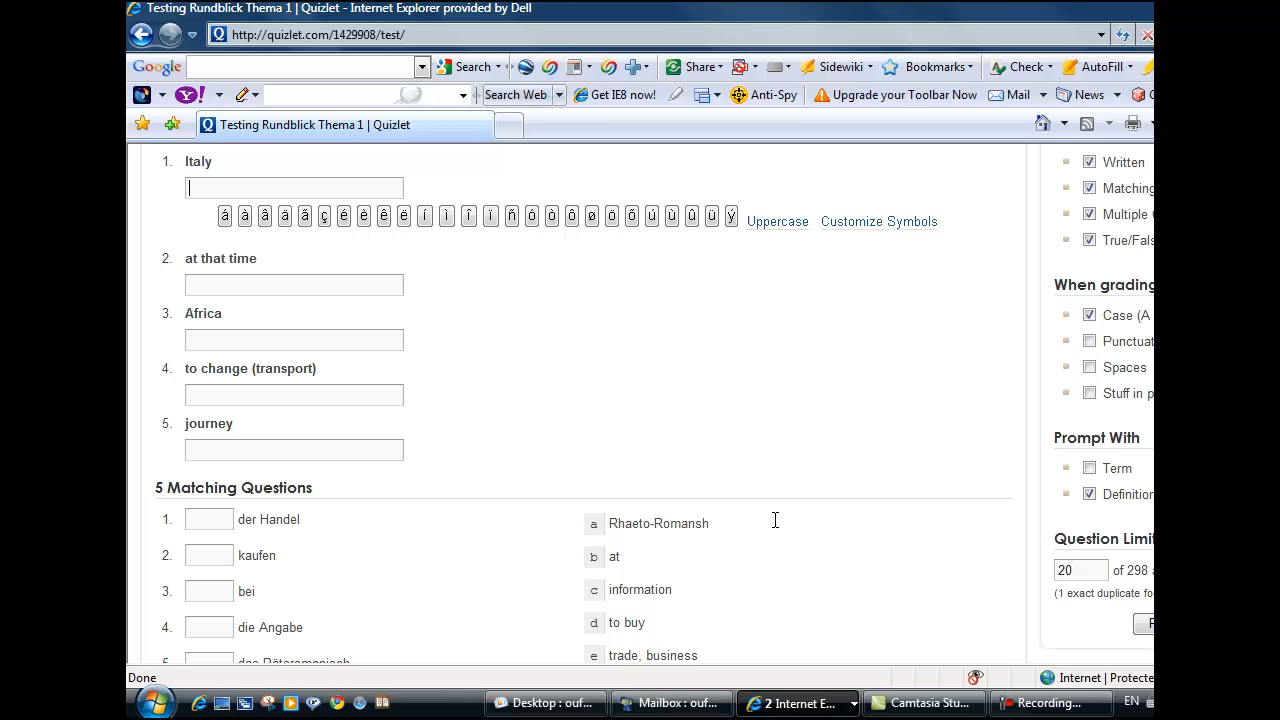 Testing Rundblick Thema 1 | Quizlet - Internet Explorer provided by Dell
http://quizlet.com/1429908/test/
Google Search Share Sidewiki Bookmarks Check AutoFill
Y! Search Web Get IE8 now! Anti-Spy Upgrade your Toolbar Now Mail News
Testing Rundblick Thema 1 | Quizlet
1. Italy
Uppercase Customize Symbols
2. at that time
3. Africa
4. to change (transport)
5. journey
5 Matching Questions
1. der Handel
2. kaufen
3. bei
4. die Angabe
5. das Rätoromanisch
a Rhaeto-Romansh
b at
c information
d to buy
e trade, business
Written
Matching
Multiple
True/Fals
When grading
Case (A
Punctuat
Spaces
Stuff in p
Prompt With
Term
Definition
Question Limi
20 of 298
(1 exact duplicate fo
Done
Internet | Protecte
Desktop : ouf... Mailbox : ouf... 2 Internet E... Camtasia Stu... Recording... EN